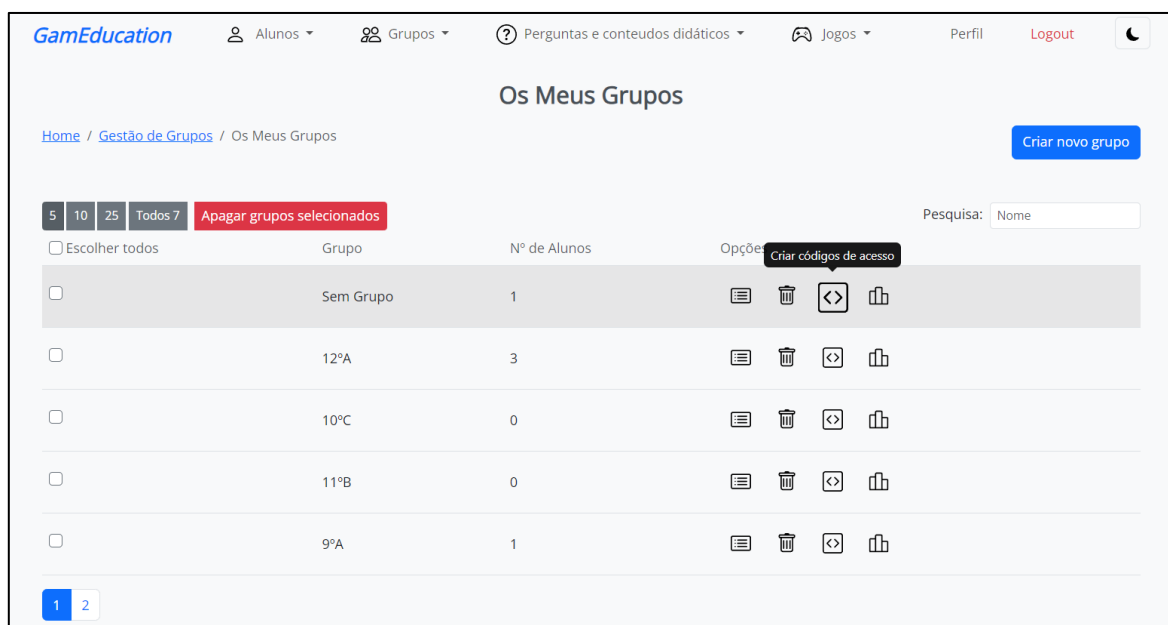 GamEducation Alunos Grupos Perguntas e conteudos didáticos Jogos Perfil Logout
Os Meus Grupos
Home / Gestão de Grupos / Os Meus Grupos
Criar novo grupo
5 10 25 Todos 7 Apagar grupos selecionados Pesquisa: Nome
Escolher todos Grupo Nº de Alunos Opções
Criar códigos de acesso
Sem Grupo 1
12ºA 3
10ºC 0
11ºB 0
9ºA 1
1 2